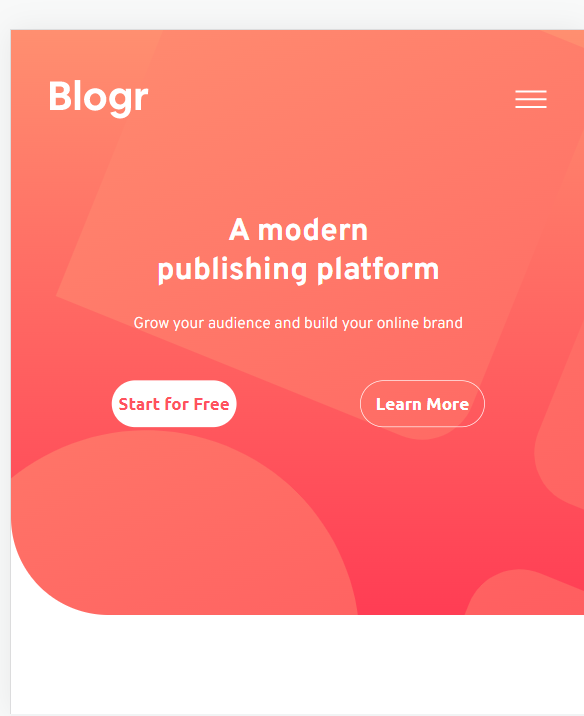 Blogr
A modern
publishing platform
Grow your audience and build your online brand
Start for Free
Learn More